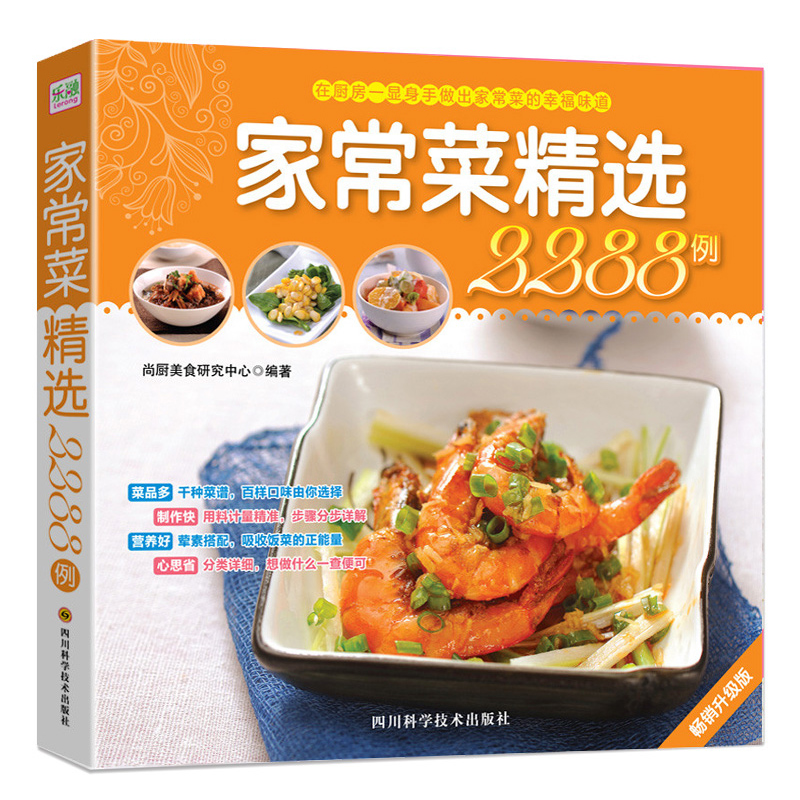 在厨房一显身手做出家常菜的幸福味道
家常菜精选
2288例
尚厨美食研究中心◎编著
菜品多 千种菜谱，百样口味由你选择
制作快 用料计量精准，步骤分步详解
营养好 荤素搭配，吸收饭菜的正能量
心思省 分类详细，想做什么一查便可
四川科学技术出版社
畅销升级版
乐融
Lerong
家常菜精选2288例
四川科学技术出版社